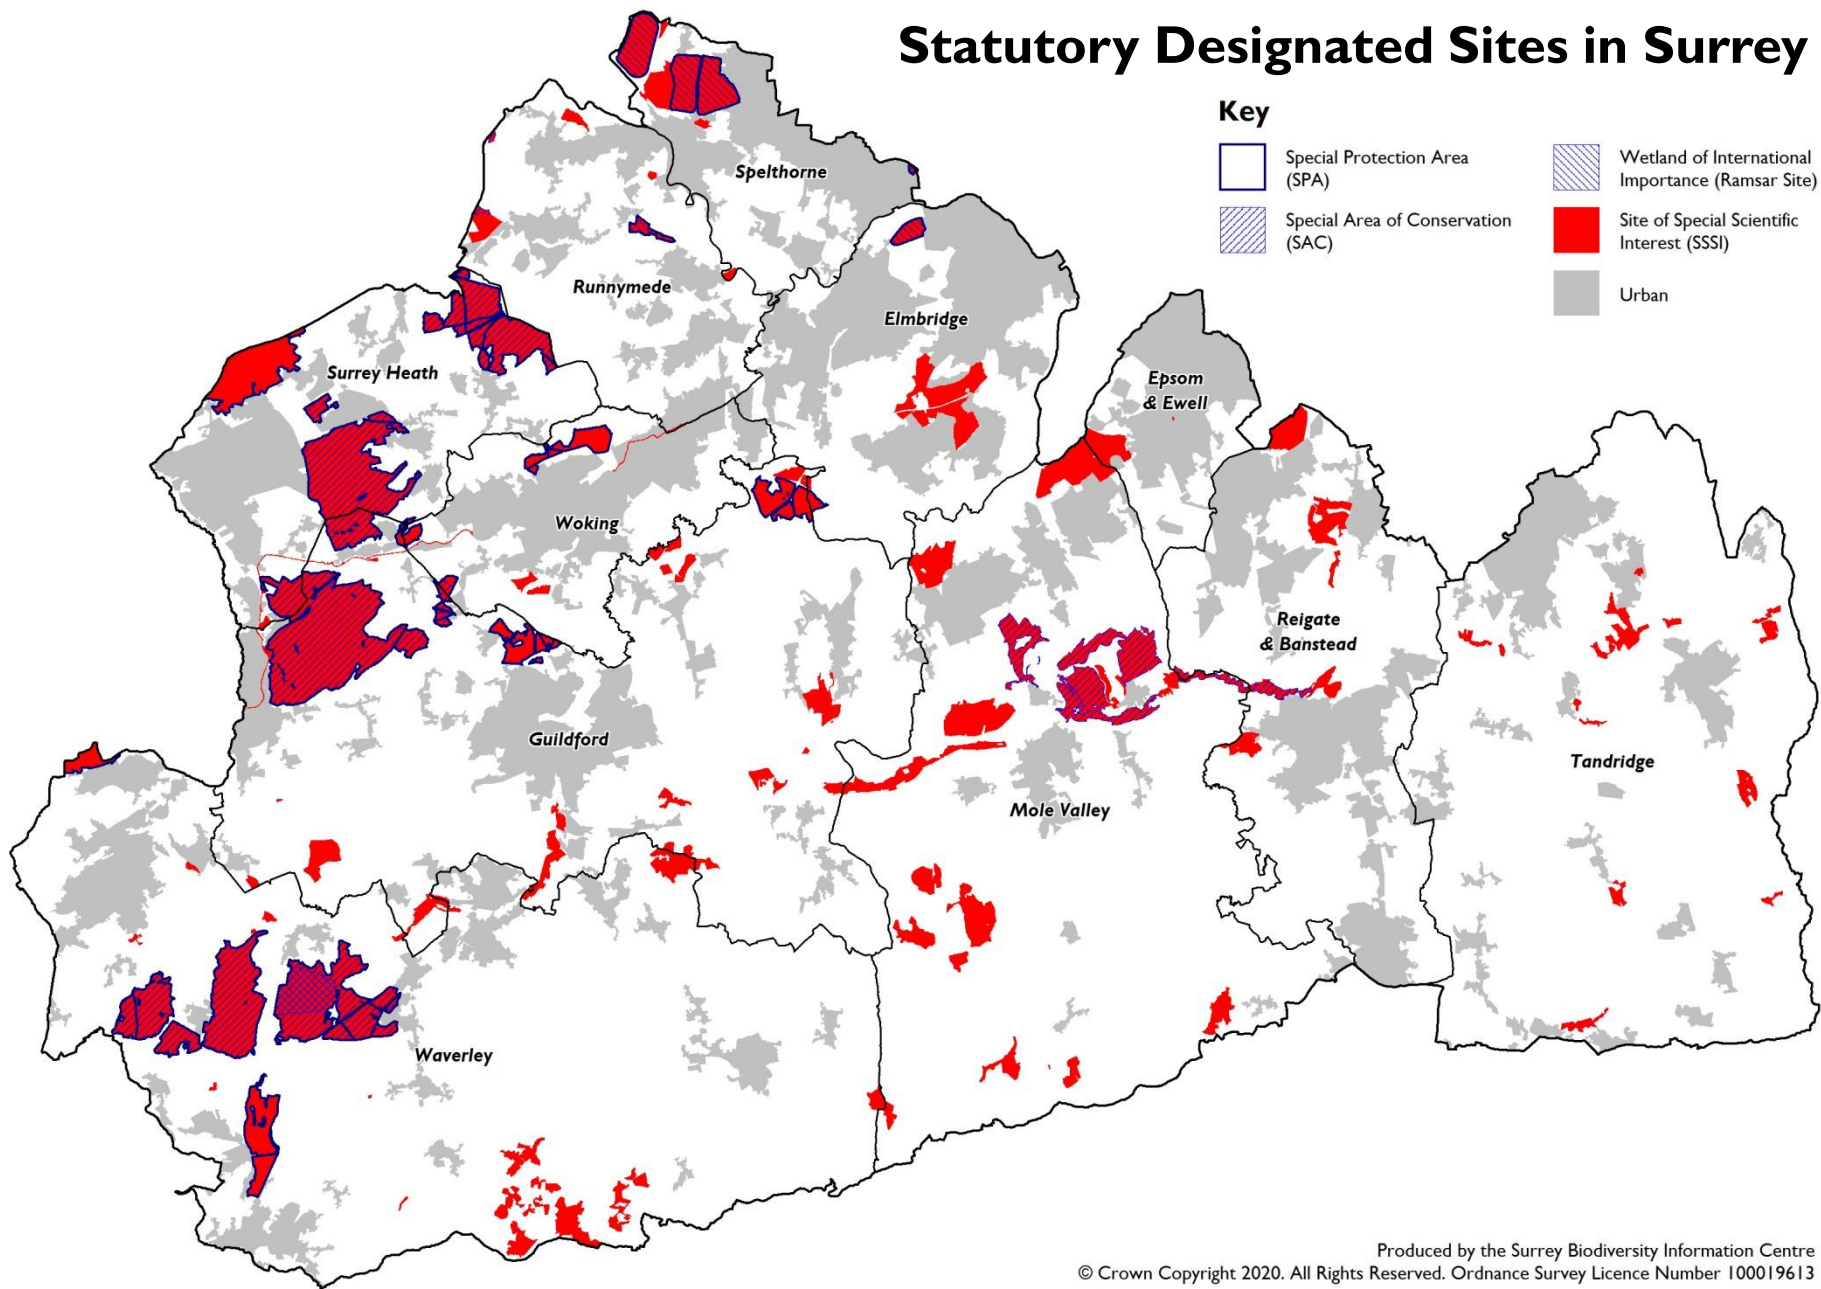 Statutory Designated Sites in Surrey
Key
Special Protection Area
(SPA)
Special Area of Conservation
(SAC)
Wetland of International
Importance (Ramsar Site)
Site of Special Scientific
Interest (SSSI)
Urban
Spelthorne
Runnymede
Elmbridge
Surrey Heath
Epsom
& Ewell
Woking
Reigate
& Banstead
Guildford
Tandridge
Mole Valley
Waverley
Produced by the Surrey Biodiversity Information Centre
© Crown Copyright 2020. All Rights Reserved. Ordnance Survey Licence Number 100019613